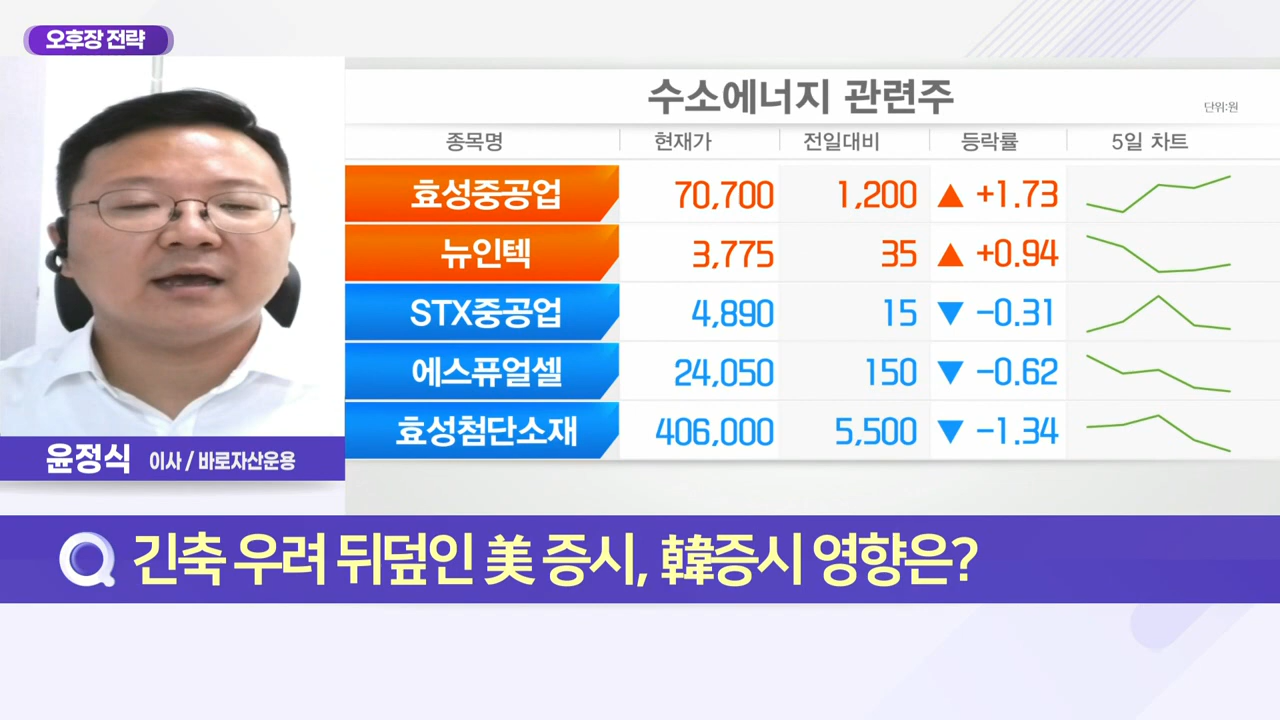 오후장 전략
수소에너지 관련주
단위:원
종목명 현재가 전일대비 등락률 5일 차트
효성중공업 70,700 1,200 ▲ +1.73
뉴인텍 3,775 35 ▲ +0.94
STX중공업 4,890 15 ▼ -0.31
에스퓨얼셀 24,050 150 ▼ -0.62
효성첨단소재 406,000 5,500 ▼ -1.34
윤정식 이사 / 바로자산운용
Q 긴축 우려 뒤덮인 美 증시, 韓증시 영향은?